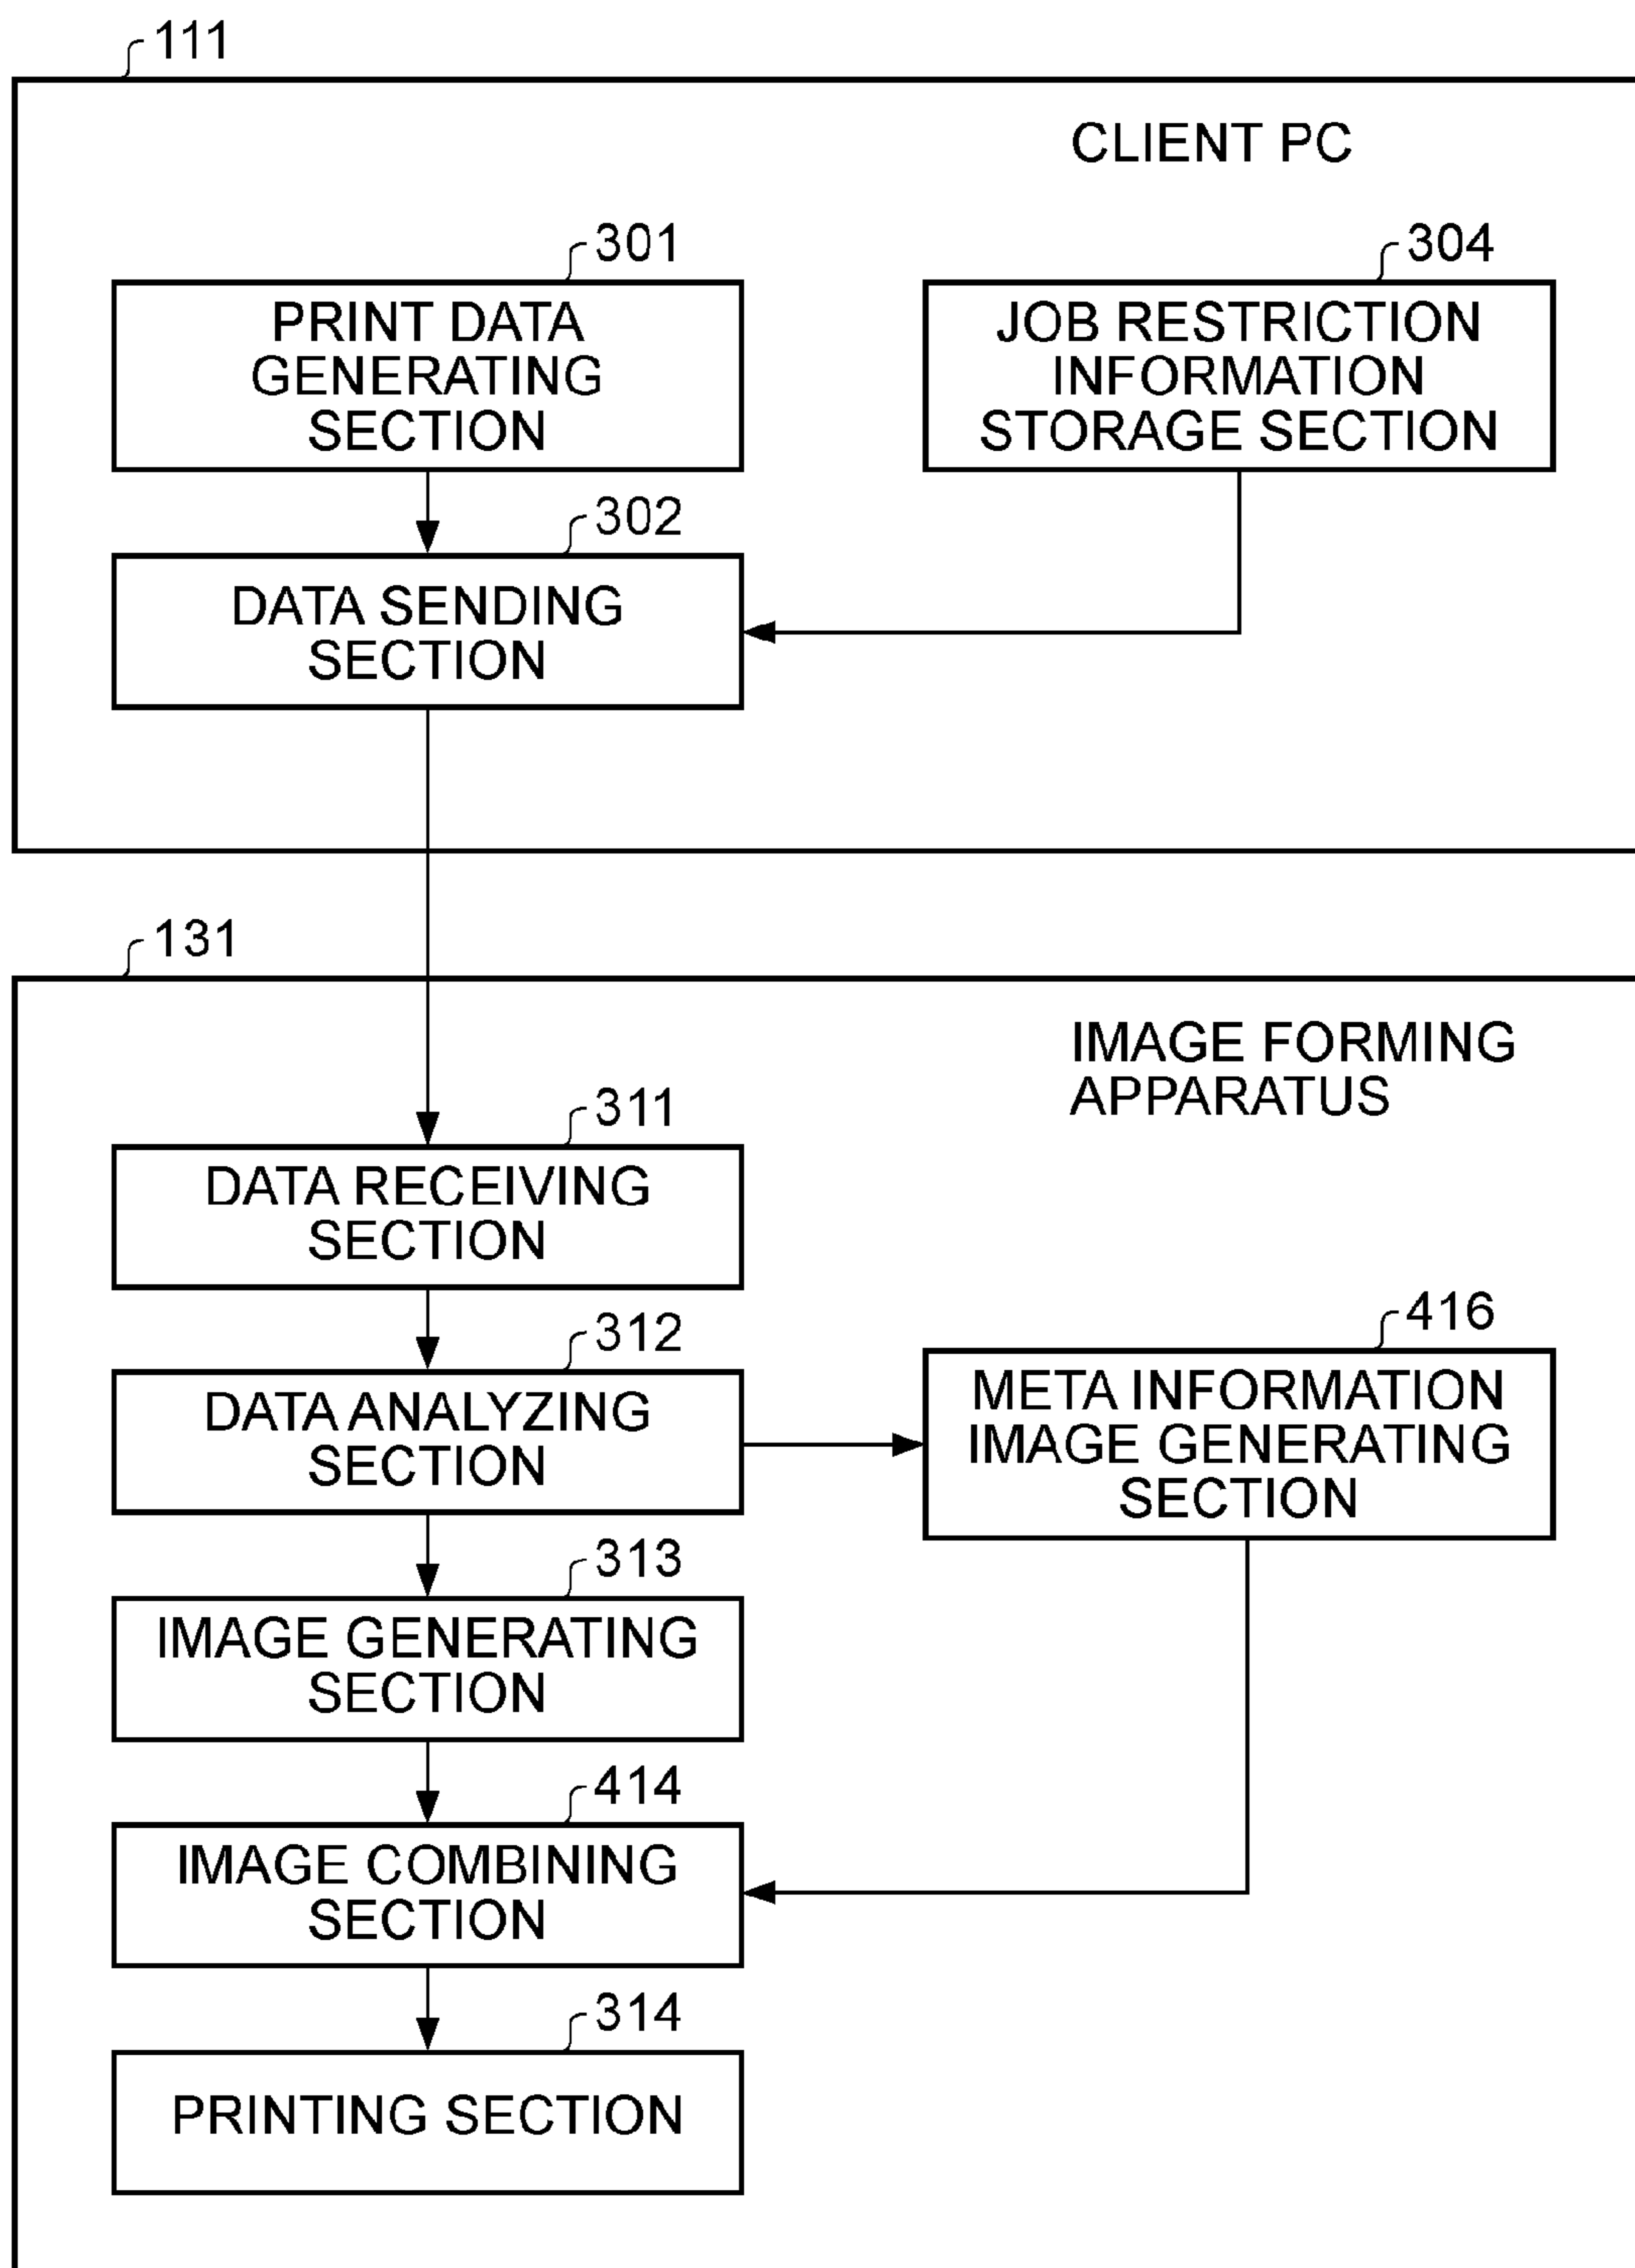 111
CLIENT PC
301
PRINT DATA
GENERATING
SECTION
304
JOB RESTRICTION
INFORMATION
STORAGE SECTION
302
DATA SENDING
SECTION
131
IMAGE FORMING
APPARATUS
311
DATA RECEIVING
SECTION
312
DATA ANALYZING
SECTION
416
META INFORMATION
IMAGE GENERATING
SECTION
313
IMAGE GENERATING
SECTION
414
IMAGE COMBINING
SECTION
314
PRINTING SECTION